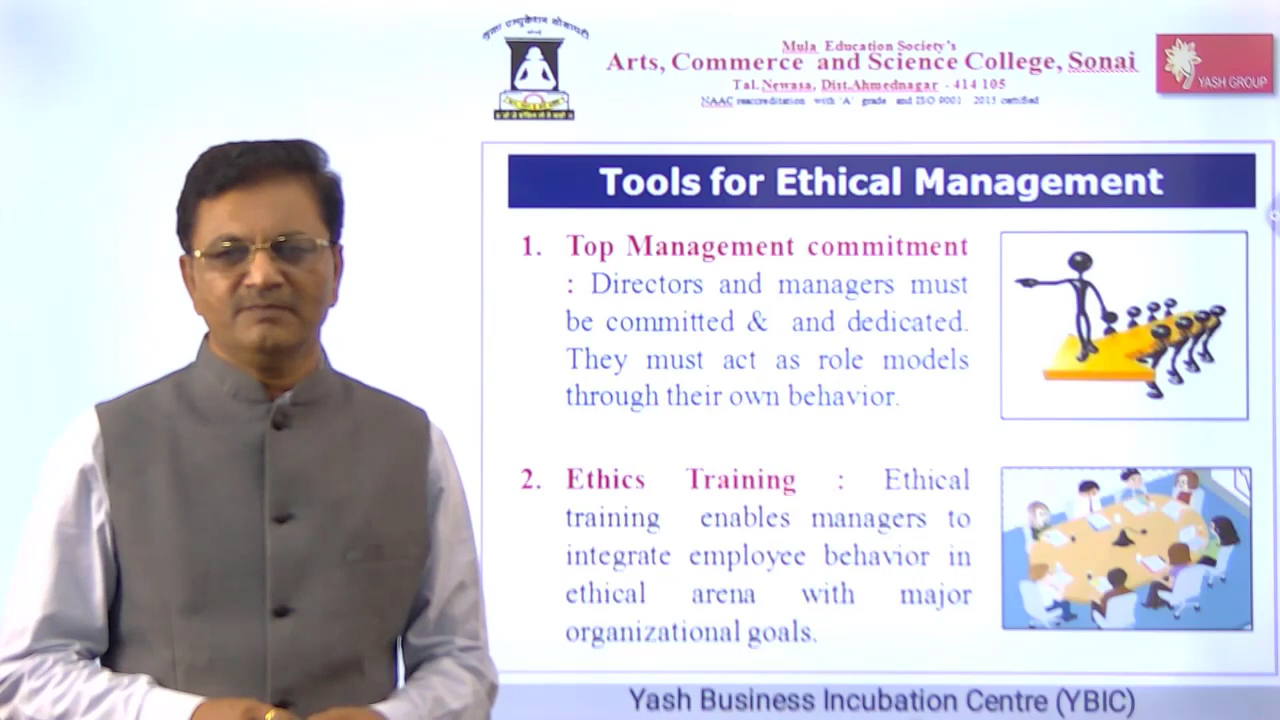 मुळा एज्युकेशन सोसायटी
Mula Education Society's
Arts, Commerce and Science College, Sonai
Tal. Newasa, Dist.Ahmednagar - 414 105
NAAC reaccreditation with 'A' grade and ISO 9001 2015 certified
YASH GROUP
Tools for Ethical Management
1. Top Management commitment
: Directors and managers must
be committed & and dedicated.
They must act as role models
through their own behavior.
2. Ethics Training : Ethical
training enables managers to
integrate employee behavior in
ethical arena with major
organizational goals.
Yash Business Incubation Centre (YBIC)